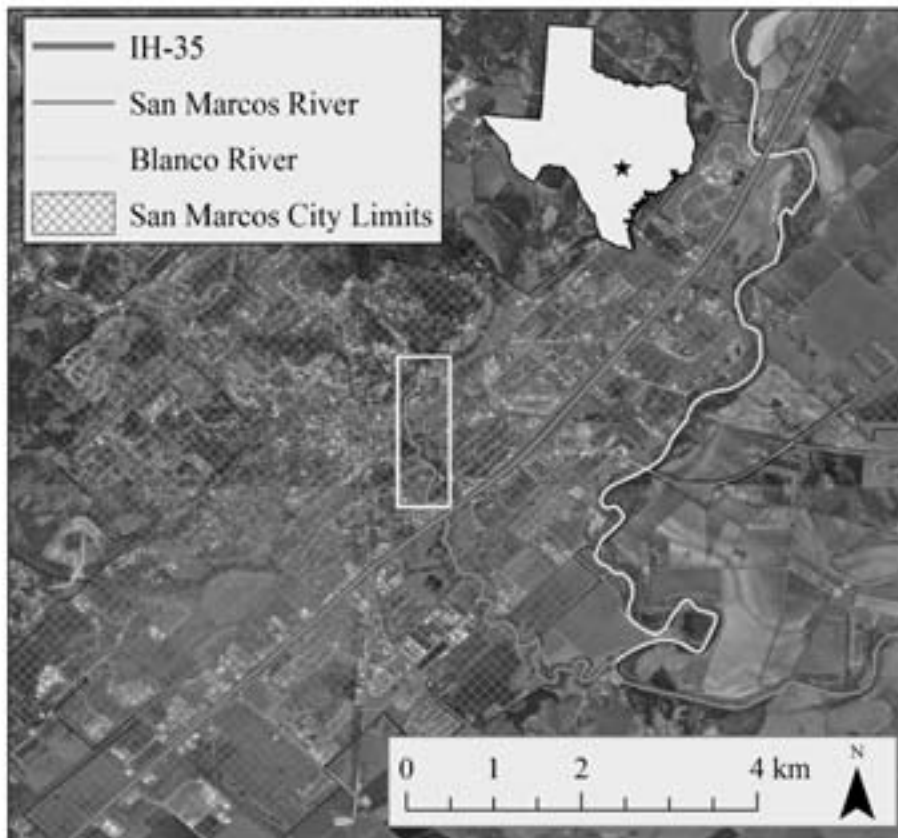 IH-35
San Marcos River
Blanco River
San Marcos City Limits
0 1 2 4 km
N